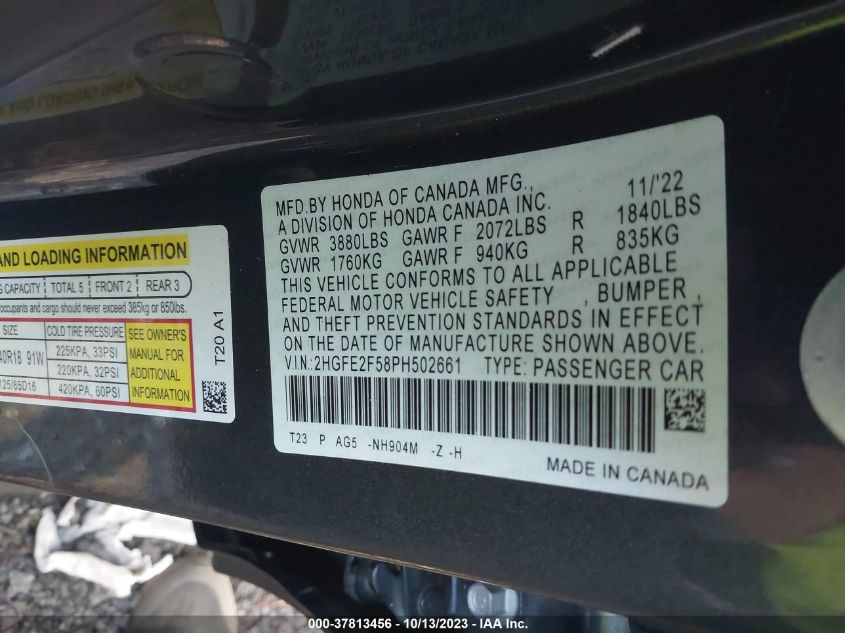 AND LOADING INFORMATION
G CAPACITY TOTAL 5 FRONT 2 REAR 3
occupants and cargo should never exceed 385kg or 850lbs.
SIZE COLD TIRE PRESSURE SEE OWNER'S MANUAL FOR ADDITIONAL INFORMATION
40R18 91W 225KPA, 33PSI
220KPA, 32PSI
125/85D16 420KPA, 60PSI
T20 A1
MFD.BY HONDA OF CANADA MFG., 11/'22
A DIVISION OF HONDA CANADA INC.
GVWR 3880LBS GAWR F 2072LBS R 1840LBS
GVWR 1760KG GAWR F 940KG R 835KG
THIS VEHICLE CONFORMS TO ALL APPLICABLE
FEDERAL MOTOR VEHICLE SAFETY , BUMPER ,
AND THEFT PREVENTION STANDARDS IN EFFECT
ON THE DATE OF MANUFACTURE SHOWN ABOVE.
V.I.N:2HGFE2F58PH502661 TYPE: PASSENGER CAR
T23 P AG5 -NH904M -Z -H
MADE IN CANADA
000-37813456 - 10/13/2023 - Copyright © 2023 IAA, Inc.